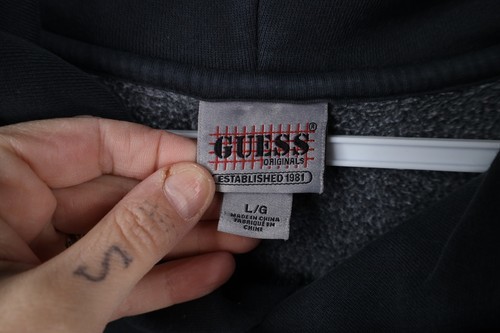 GUESS®
ORIGINALS
ESTABLISHED 1981
L/G
MADE IN CHINA
FABRIQUÉ EN
CHINE